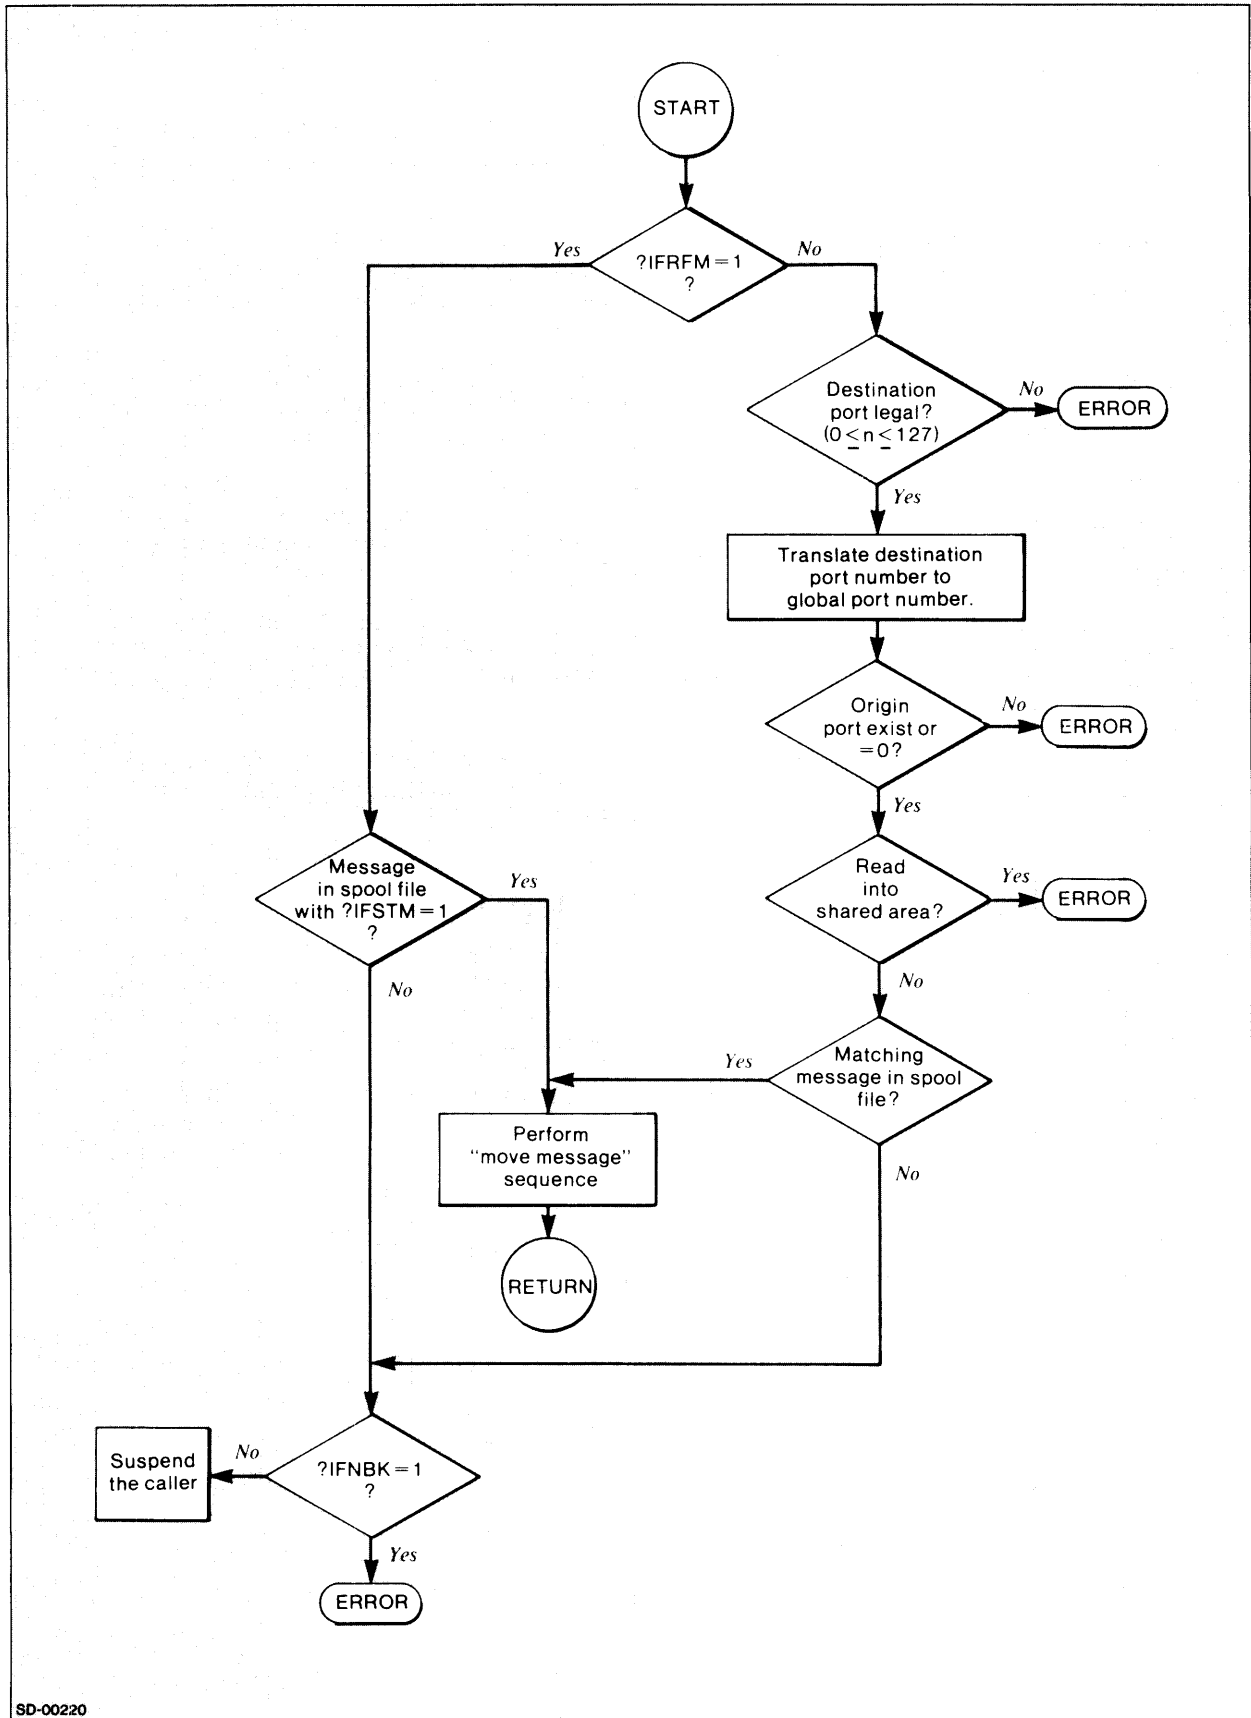 START
?IFRFM = 1
?
Yes
No
Destination
port legal?
(0 ≤ n ≤ 127)
No
ERROR
Yes
Translate destination
port number to
global port number.
Origin
port exist or
=0?
No
ERROR
Yes
Message
in spool file
with ?IFSTM = 1
?
Yes
No
Read
into
shared area?
Yes
ERROR
No
Matching
message in spool
file?
Yes
No
Perform
"move message"
sequence
RETURN
?IFNBK = 1
?
No
Suspend
the caller
Yes
ERROR
SD-00220